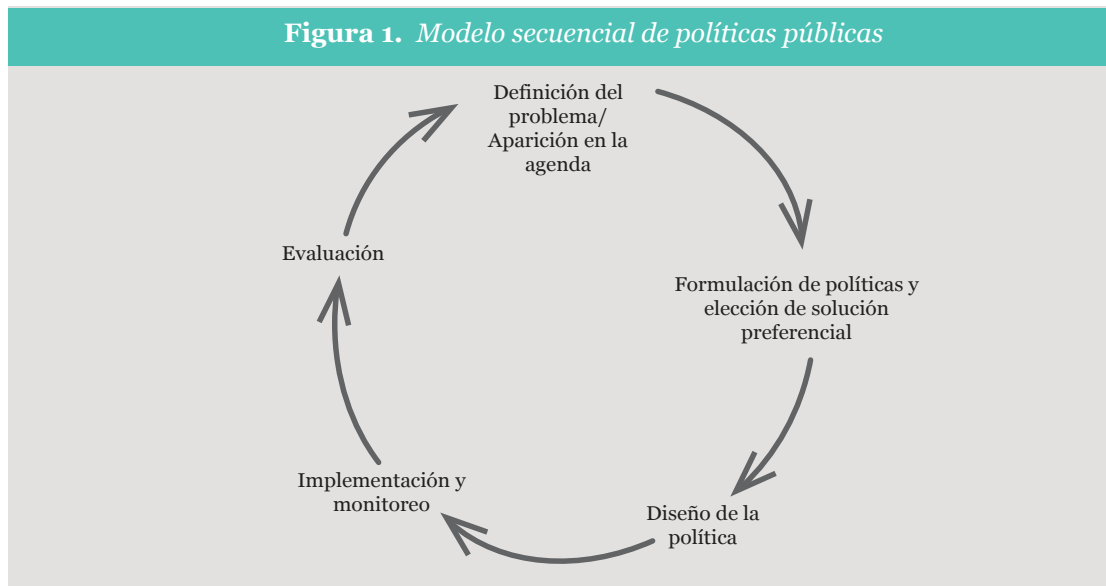 Figura 1. Modelo secuencial de políticas públicas
Definición del
problema/
Aparición en la
agenda
Formulación de políticas y
elección de solución
preferencial
Diseño de la
política
Implementación y
monitoreo
Evaluación